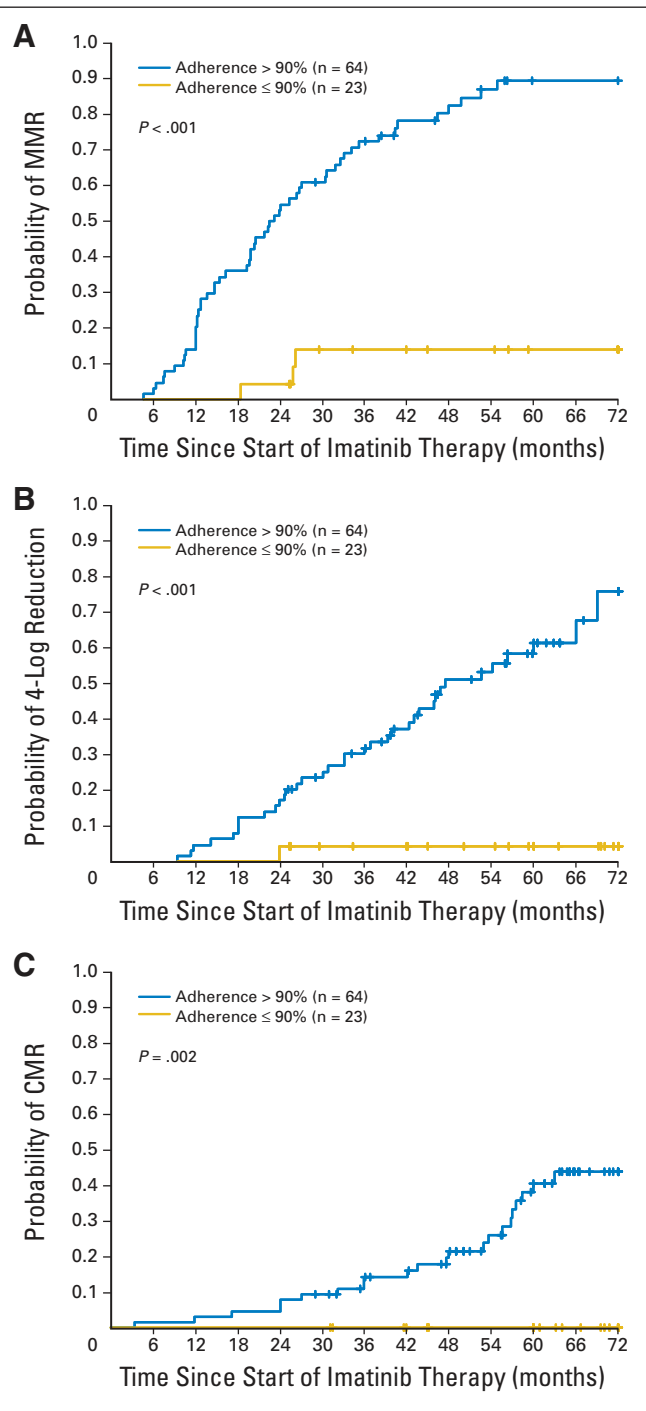 A
1.0
0.9
0.8
0.7
0.6
0.5
0.4
0.3
0.2
0.1
0
Probability of MMR
Adherence > 90% (n = 64)
Adherence ≤ 90% (n = 23)
P < .001
6 12 18 24 30 36 42 48 54 60 66 72
Time Since Start of Imatinib Therapy (months)
B
1.0
0.9
0.8
0.7
0.6
0.5
0.4
0.3
0.2
0.1
0
Probability of 4-Log Reduction
Adherence > 90% (n = 64)
Adherence ≤ 90% (n = 23)
P < .001
6 12 18 24 30 36 42 48 54 60 66 72
Time Since Start of Imatinib Therapy (months)
C
1.0
0.9
0.8
0.7
0.6
0.5
0.4
0.3
0.2
0.1
0
Probability of CMR
Adherence > 90% (n = 64)
Adherence ≤ 90% (n = 23)
P = .002
6 12 18 24 30 36 42 48 54 60 66 72
Time Since Start of Imatinib Therapy (months)